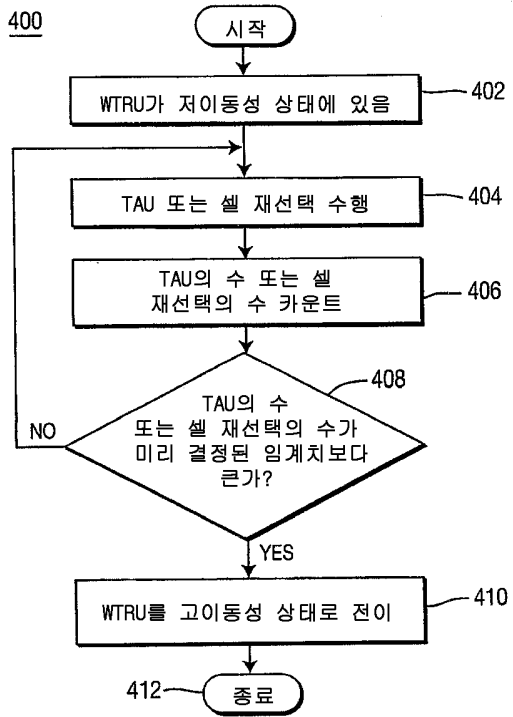 400
시작
WTRU가 저이동성 상태에 있음
402
TAU 또는 셀 재선택 수행
404
TAU의 수 또는 셀
재선택의 수 카운트
406
408
TAU의 수
또는 셀 재선택의 수가
미리 결정된 임계치보다
큰가?
NO
YES
WTRU를 고이동성 상태로 전이
410
412
종료